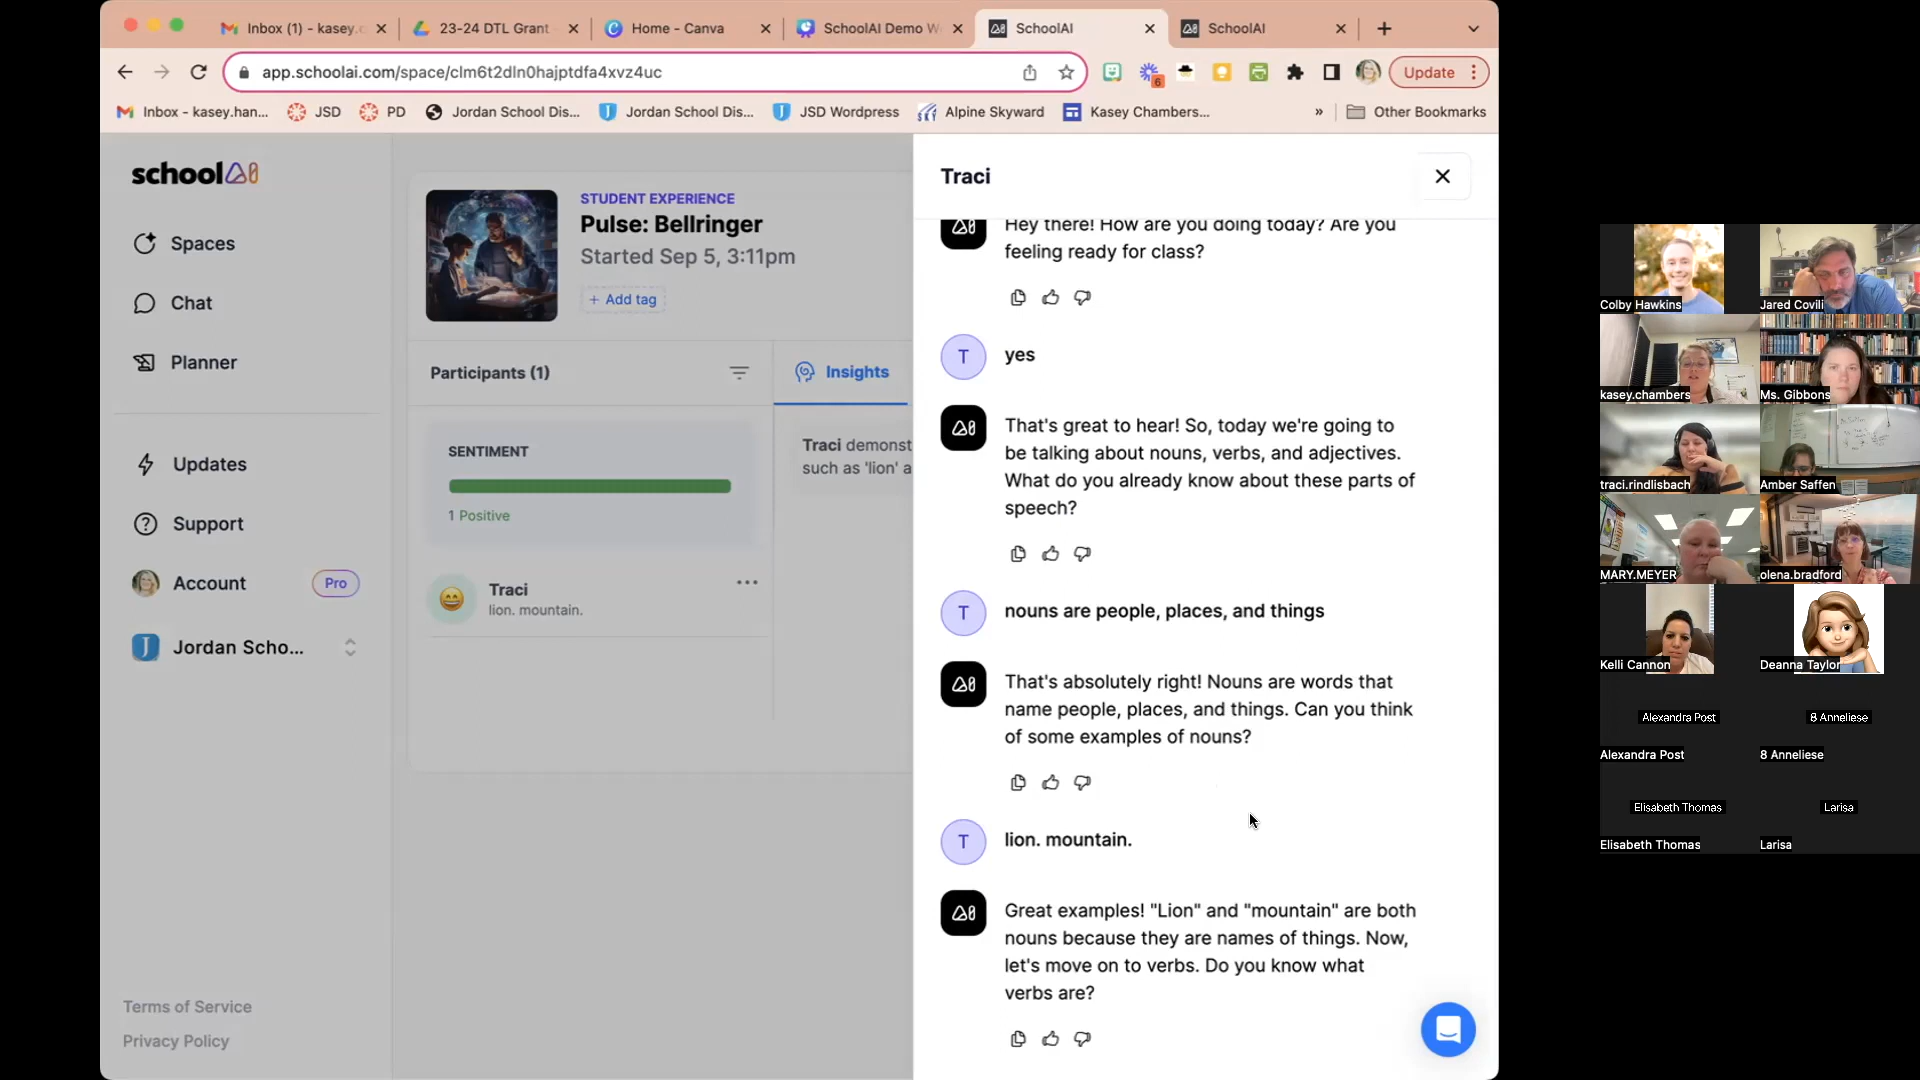 Inbox (1) - kasey.c
23-24 DTL Grant
Home - Canva
SchoolAI Demo W
SchoolAI
SchoolAI
app.schoolai.com/space/clm6t2dln0hajptdfa4xvz4uc
6
Update
Inbox - kasey.han...
JSD
PD
Jordan School Dis...
Jordan School Dis...
JSD Wordpress
Alpine Skyward
Kasey Chambers...
»
Other Bookmarks
school
Spaces
Chat
Planner
Updates
Support
Account
Pro
Jordan Scho...
Terms of Service
Privacy Policy
STUDENT EXPERIENCE
Pulse: Bellringer
Started Sep 5, 3:11pm
+ Add tag
Participants (1)
Insights
SENTIMENT
1 Positive
Traci
lion. mountain.
Traci demonst
such as 'lion' a
Traci
Hey there! How are you doing today? Are you
feeling ready for class?
T
yes
That's great to hear! So, today we're going to
be talking about nouns, verbs, and adjectives.
What do you already know about these parts of
speech?
T
nouns are people, places, and things
That's absolutely right! Nouns are words that
name people, places, and things. Can you think
of some examples of nouns?
T
lion. mountain.
Great examples! "Lion" and "mountain" are both
nouns because they are names of things. Now,
let's move on to verbs. Do you know what
verbs are?
Colby Hawkins
Jared Covili
kasey.chambers
Ms. Gibbons
traci.rindlisbach
Amber Saffen
MARY.MEYER
olena.bradford
Kelli Cannon
Deanna Taylor
Alexandra Post
8 Anneliese
Alexandra Post
8 Anneliese
Elisabeth Thomas
Larisa
Elisabeth Thomas
Larisa